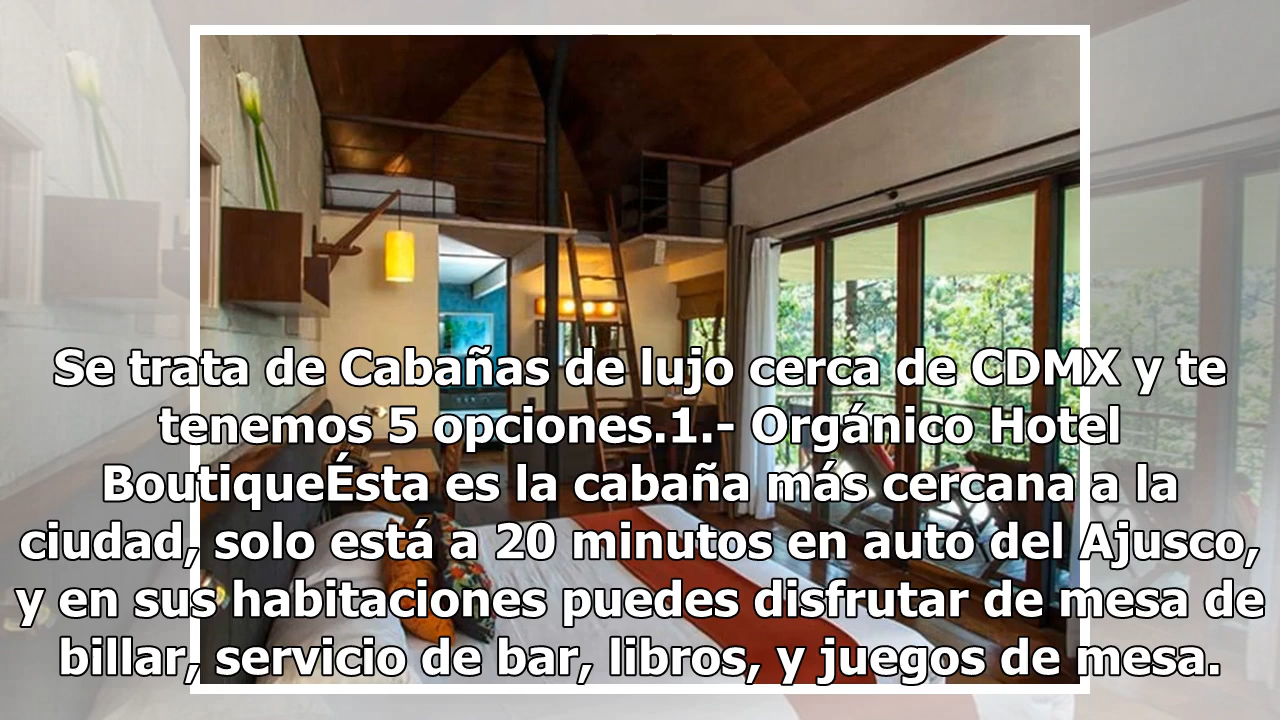 Se trata de Cabañas de lujo cerca de CDMX y te
tenemos 5 opciones.1.- Orgánico Hotel
BoutiqueÉsta es la cabaña más cercana a la
ciudad, solo está a 20 minutos en auto del Ajusco,
y en sus habitaciones puedes disfrutar de mesa de
billar, servicio de bar, libros, y juegos de mesa.